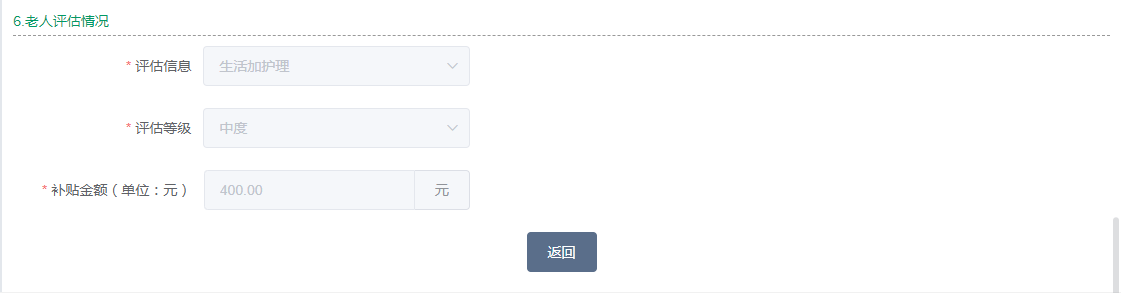 6.老人评估情况
* 评估信息 生活加护理
* 评估等级 中度
* 补贴金额（单位：元） 400.00 元
返回